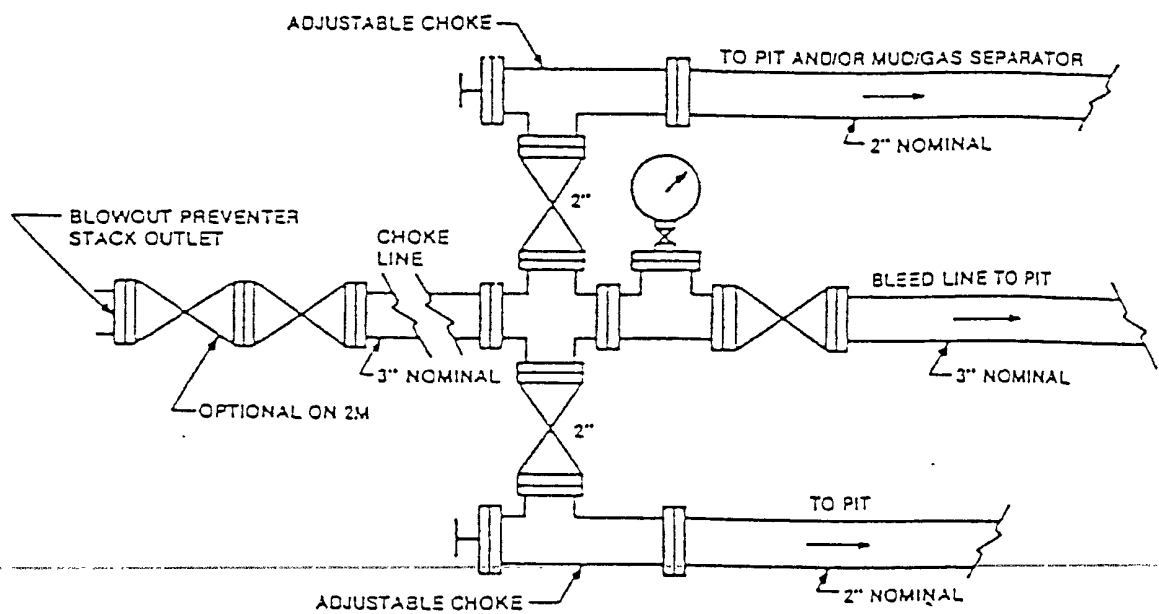 ADJUSTABLE CHOKE
TO PIT AND/OR MUD/GAS SEPARATOR
2" NOMINAL
2"
BLOWOUT PREVENTER
STACK OUTLET
CHOKE
LINE
BLEED LINE TO PIT
3" NOMINAL
3" NOMINAL
OPTIONAL ON 2M
2"
TO PIT
ADJUSTABLE CHOKE
2" NOMINAL